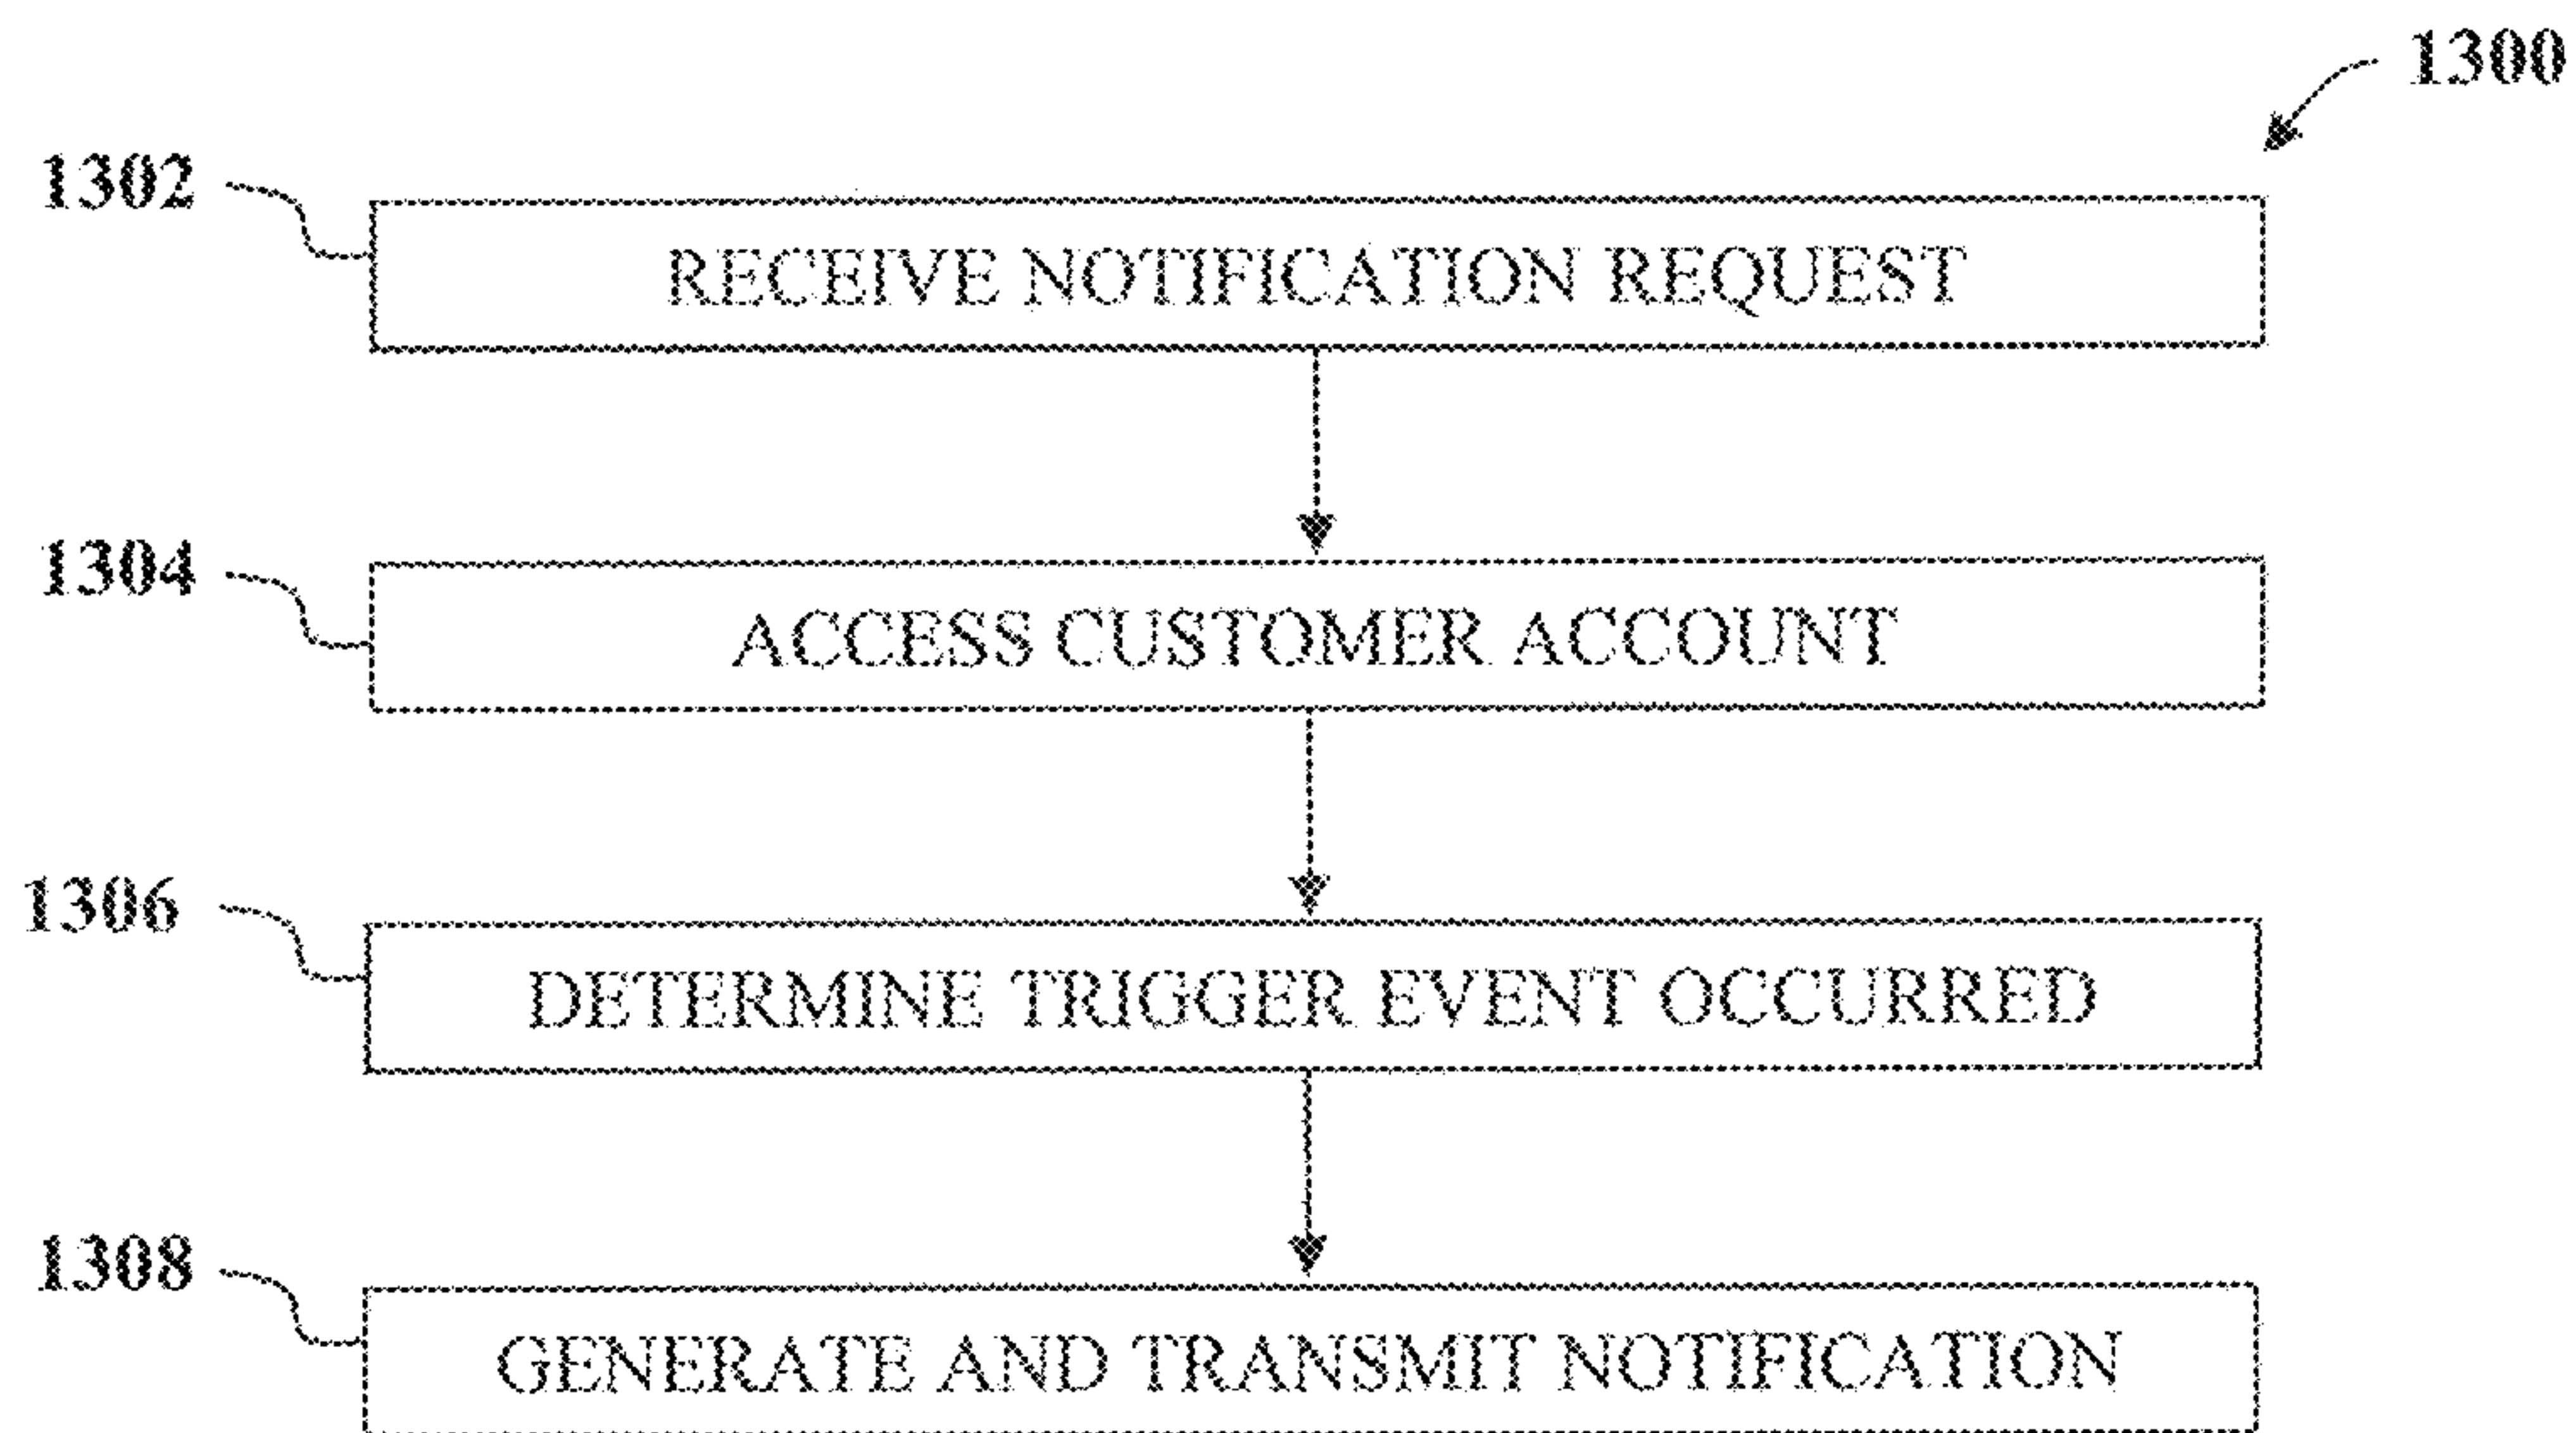 1300
1302
RECEIVE NOTIFICATION REQUEST
1304
ACCESS CUSTOMER ACCOUNT
1306
DETERMINE TRIGGER EVENT OCCURRED
1308
GENERATE AND TRANSMIT NOTIFICATION